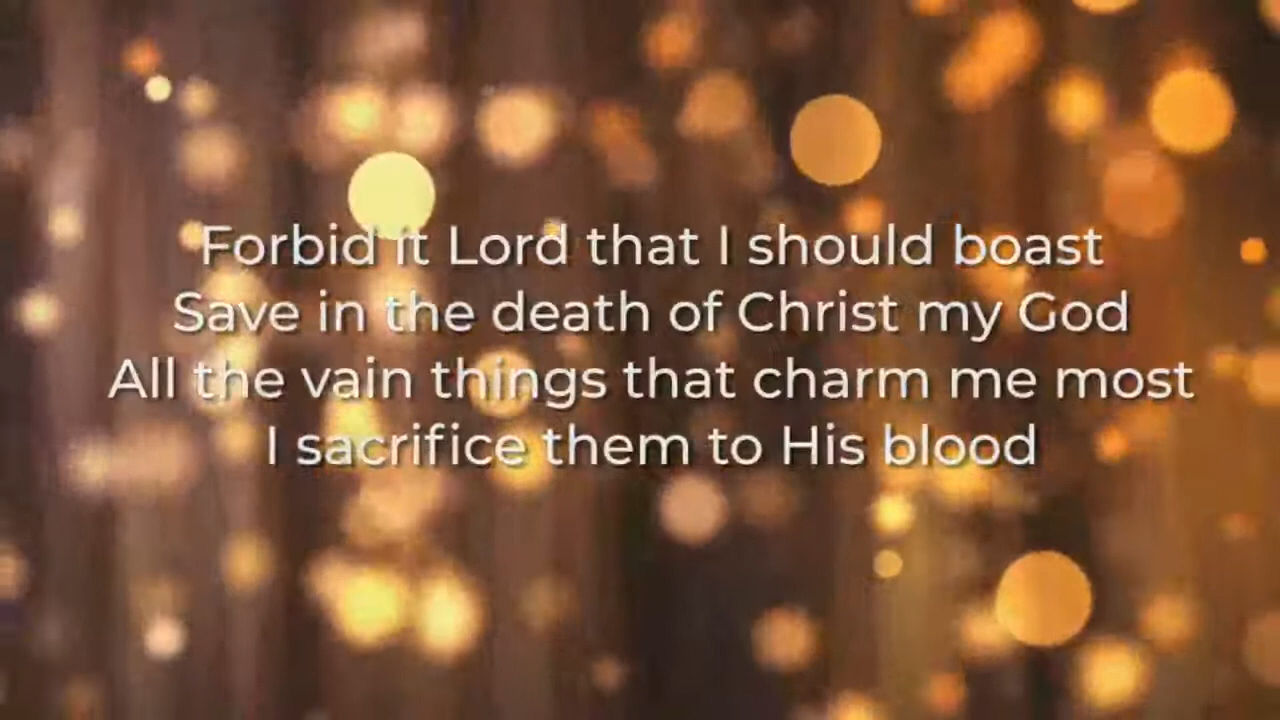 Forbid it Lord that I should boast
Save in the death of Christ my God
All the vain things that charm me most
I sacrifice them to His blood